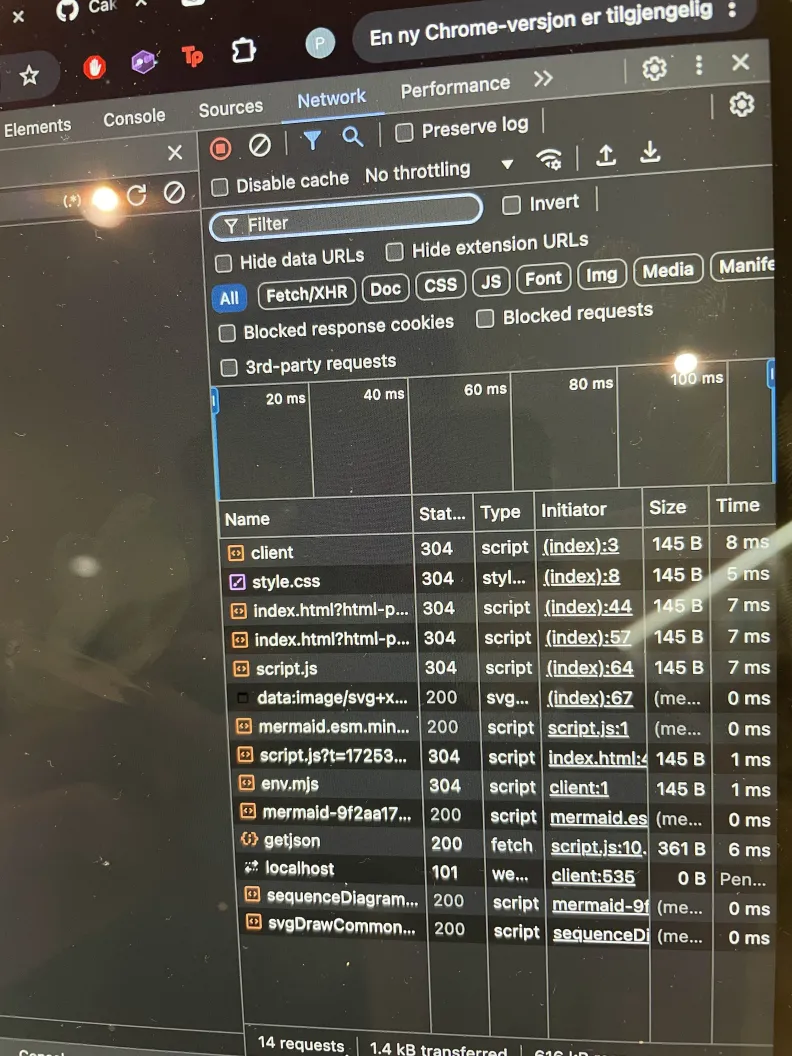 Cak
P
En ny Chrome-versjon er tilgjengelig
Tp
Elements Console Sources Network Performance
Preserve log
(.*)
Disable cache No throttling
Filter Invert
Hide data URLs Hide extension URLs
All Fetch/XHR Doc CSS JS Font Img Media Manife
Blocked response cookies Blocked requests
3rd-party requests
20 ms 40 ms 60 ms 80 ms 100 ms
Name Stat... Type Initiator Size Time
client 304 script (index):3 145 B 8 ms
style.css 304 styl... (index):8 145 B 5 ms
index.html?html-p... 304 script (index):44 145 B 7 ms
index.html?html-p... 304 script (index):57 145 B 7 ms
script.js 304 script (index):64 145 B 7 ms
data:image/svg+x... 200 svg... (index):67 (me... 0 ms
mermaid.esm.min... 200 script script.js:1 (me... 0 ms
script.js?t=17253... 304 script index.html:4 145 B 1 ms
env.mjs 304 script client:1 145 B 1 ms
mermaid-9f2aa17... 200 script mermaid.es (me... 0 ms
getjson 200 fetch script.js:10. 361 B 6 ms
localhost 101 we... client:535 0 B Pen...
sequenceDiagram... 200 script mermaid-9f (me... 0 ms
svgDrawCommon... 200 script sequenceDi (me... 0 ms
14 requests 1.4 kB transferred